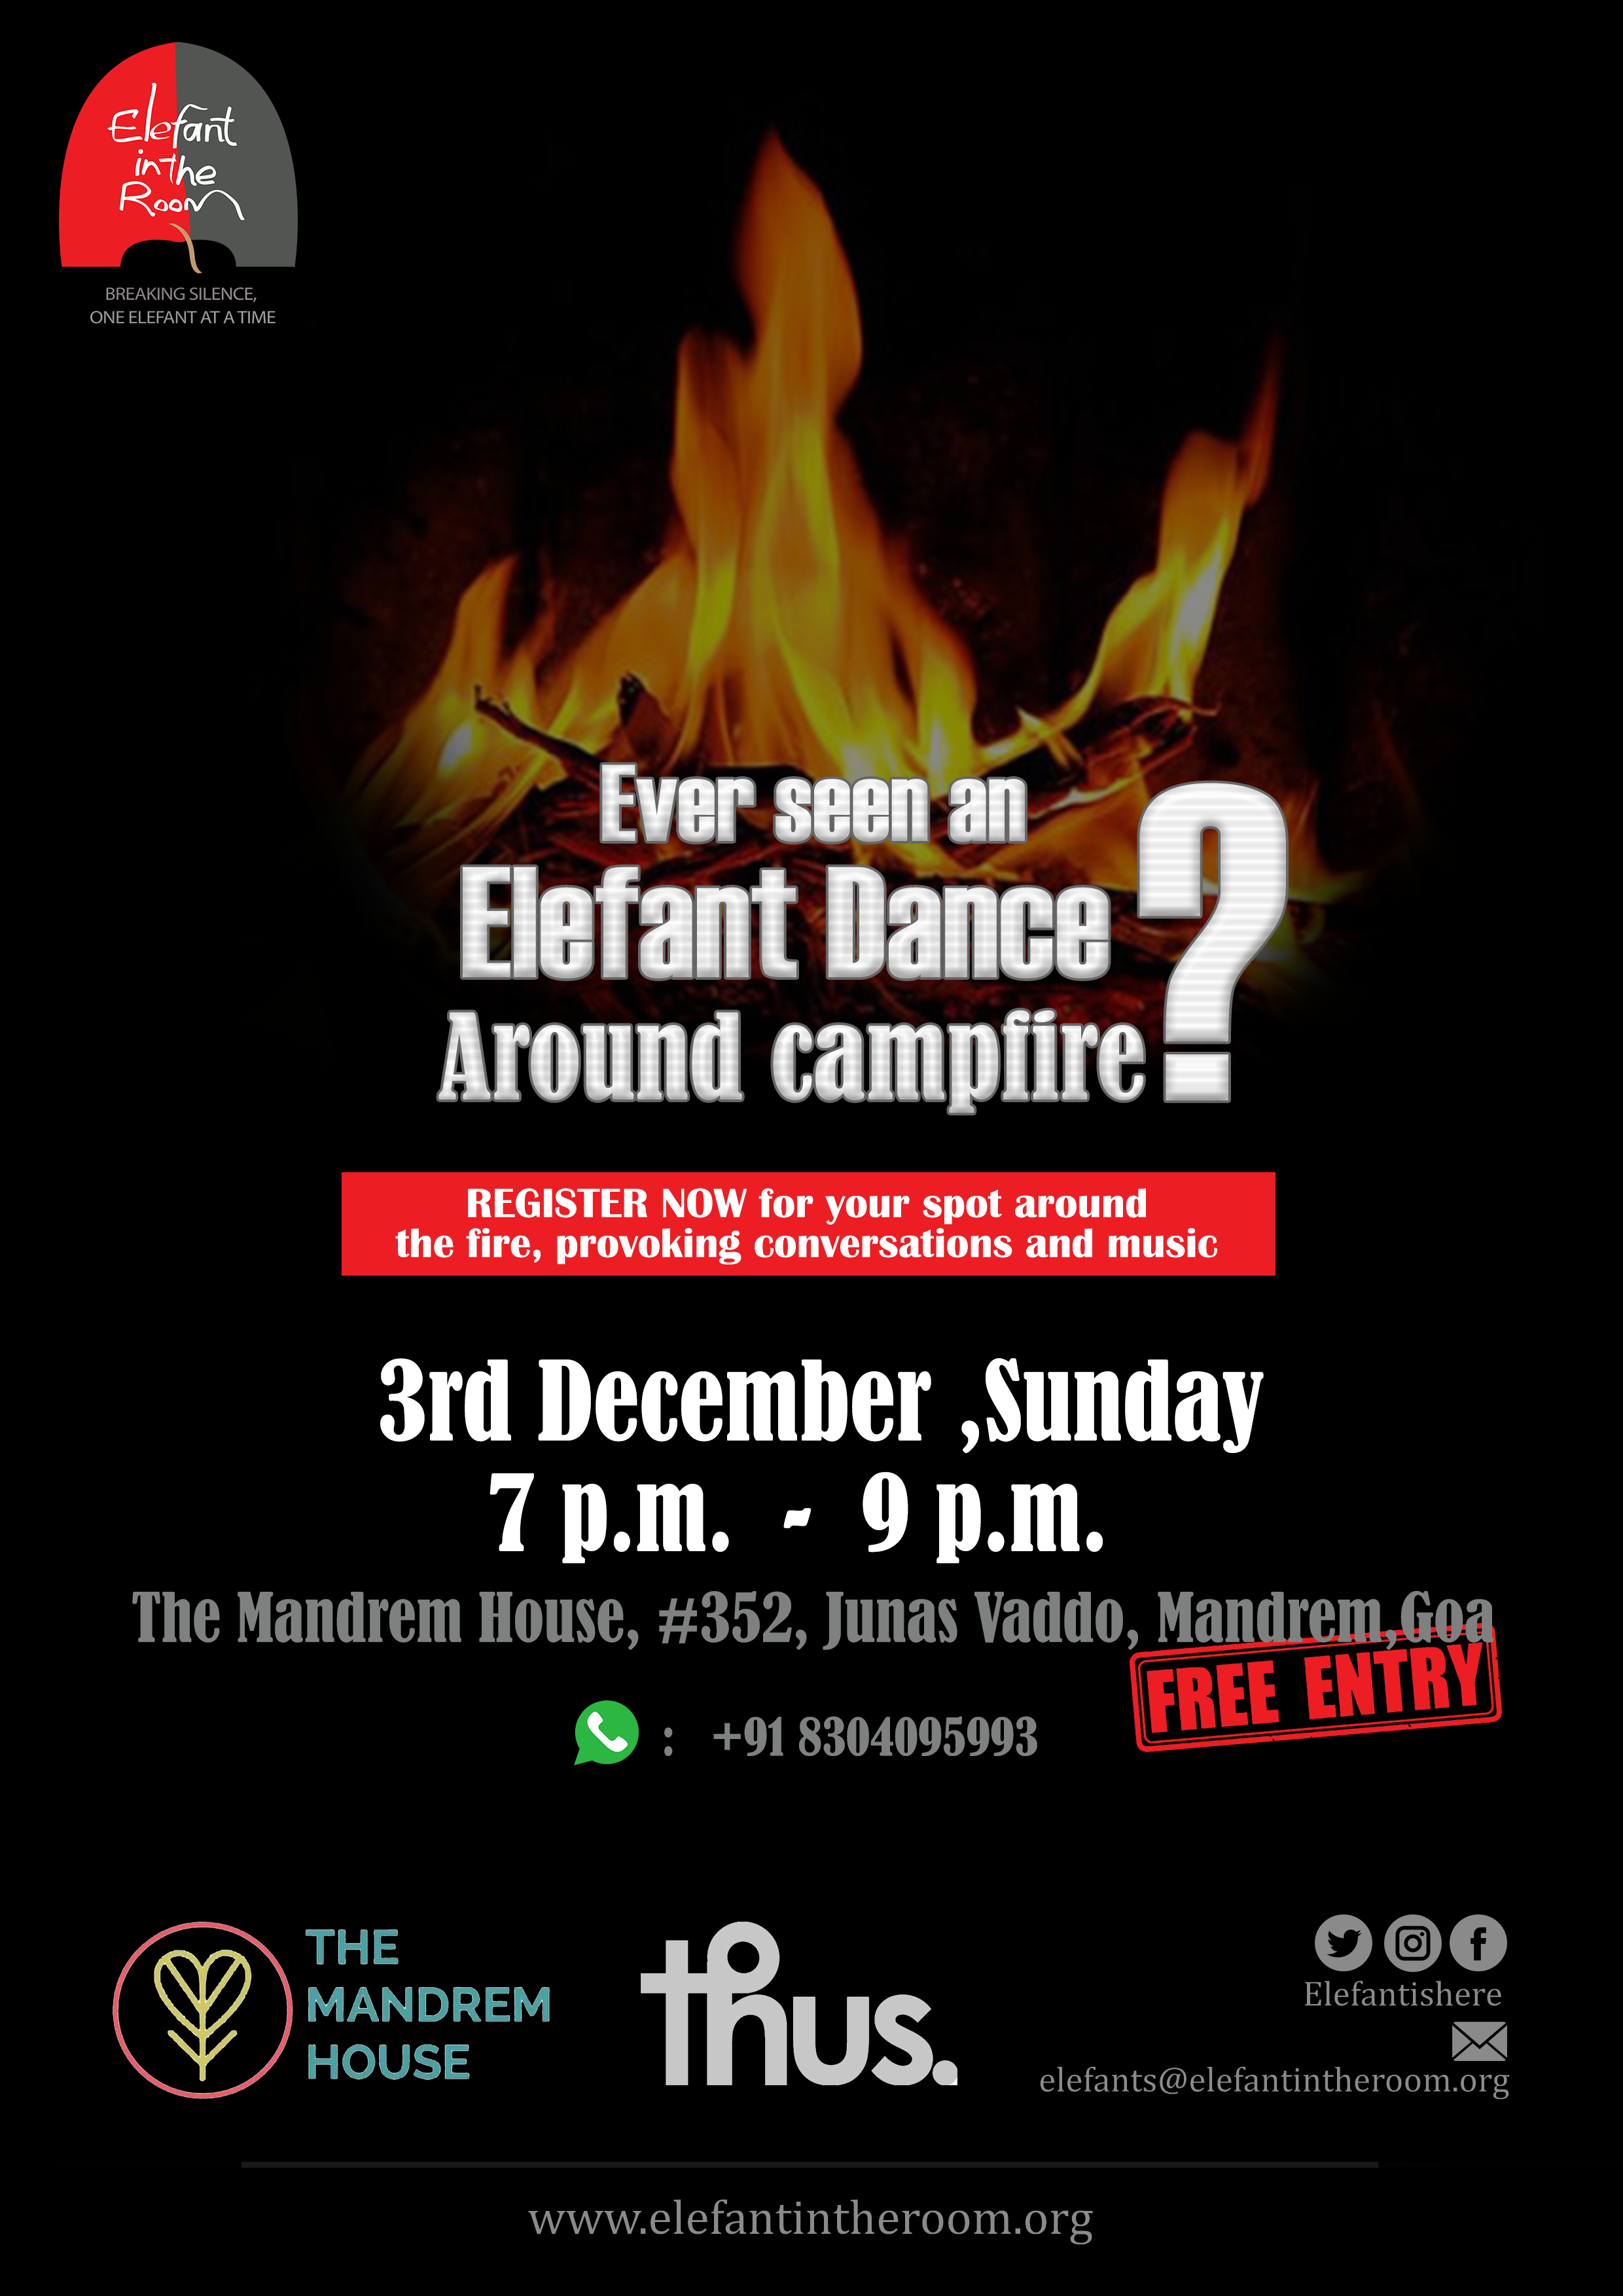 Elefant
in the
Room
BREAKING SILENCE,
ONE ELEFANT AT A TIME
Ever seen an
Elefant Dance
Around campfire?
REGISTER NOW for your spot around
the fire, provoking conversations and music
3rd December ,Sunday
7 p.m. - 9 p.m.
The Mandrem House, #352, Junas Vaddo, Mandrem,Goa
FREE ENTRY
: +91 8304095993
THE
MANDREM
HOUSE
thus.
Elefantishere
elefants@elefantintheroom.org
www.elefantintheroom.org